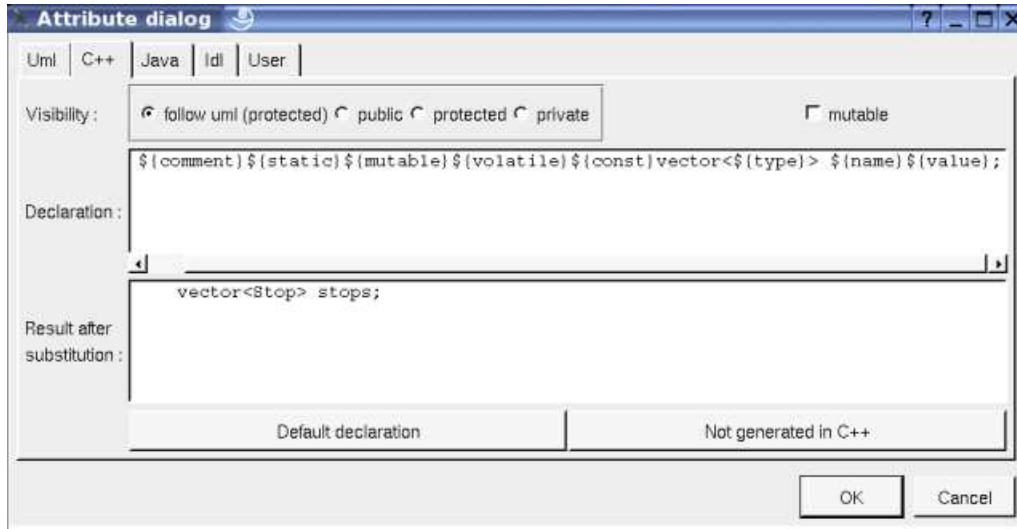 Attribute dialog
Uml C++ Java Idl User
Visibility : follow uml (protected) public protected private mutable
${comment}${static}${mutable}${volatile}${const}vector<${type}> ${name}${value};
Declaration :
vector<Stop> stops;
Result after
substitution :
Default declaration Not generated in C++
OK Cancel